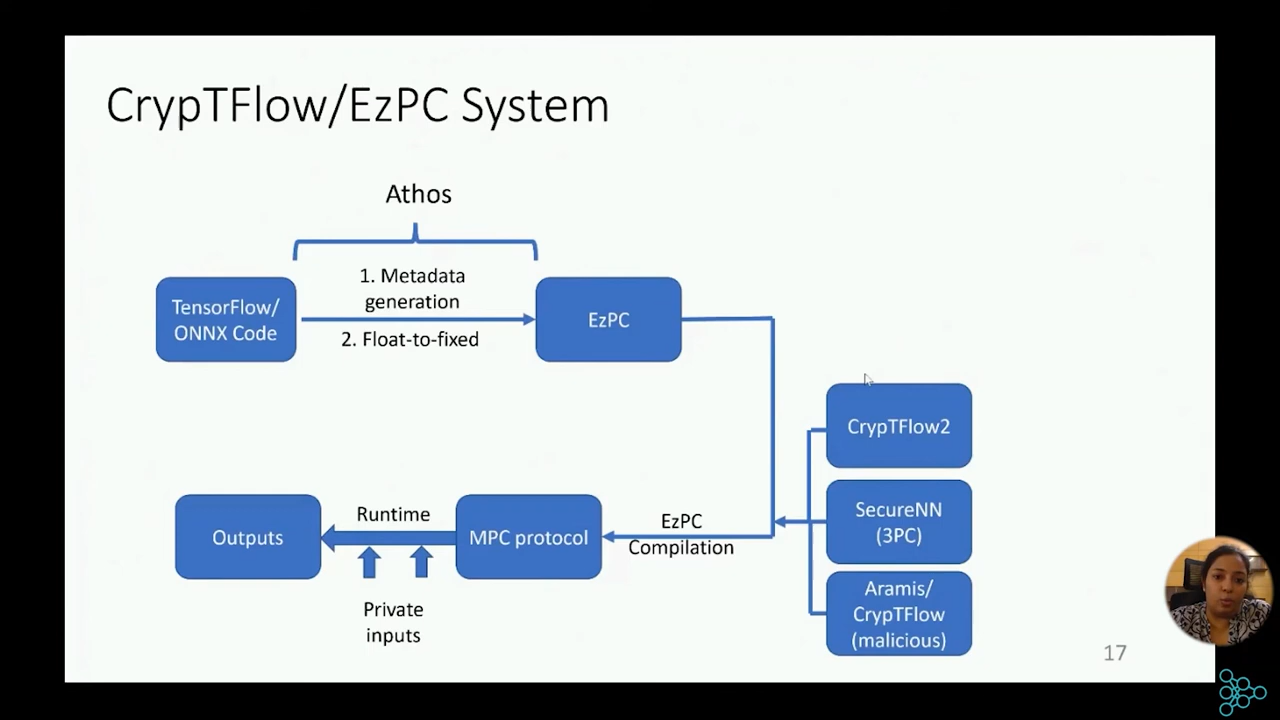 CrypTFlow/EzPC System
Athos
TensorFlow/
ONNX Code
1. Metadata
generation
2. Float-to-fixed
EzPC
CrypTFlow2
SecureNN
(3PC)
Aramis/
CrypTFlow
(malicious)
EzPC
Compilation
MPC protocol
Runtime
Outputs
Private
inputs
17